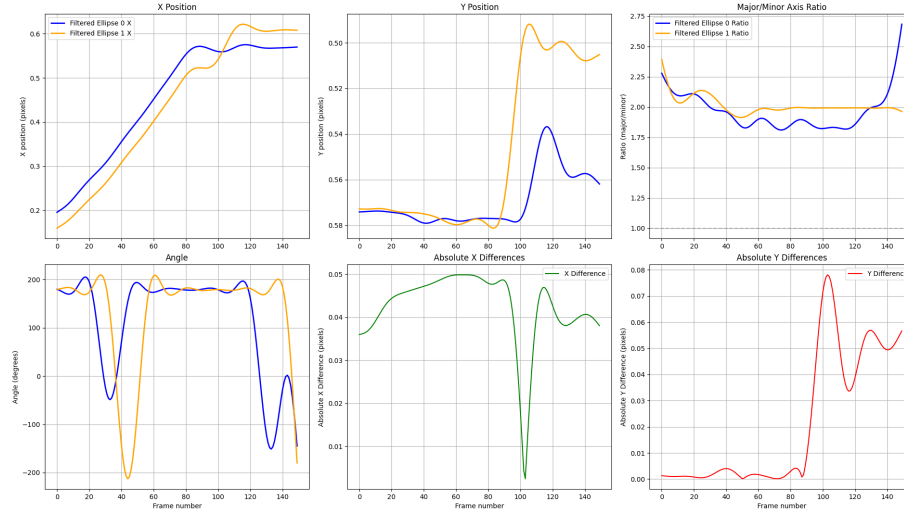 X Position
Filtered Ellipse 0 X
Filtered Ellipse 1 X
X position (pixels)
0.6
0.5
0.4
0.3
0.2
0 20 40 60 80 100 120 140
Y Position
Y position (pixels)
0.50
0.52
0.54
0.56
0.58
0 20 40 60 80 100 120 140
Major/Minor Axis Ratio
Filtered Ellipse 0 Ratio
Filtered Ellipse 1 Ratio
Ratio (major/minor)
2.75
2.50
2.25
2.00
1.75
1.50
1.25
1.00
0 20 40 60 80 100 120 140
Angle
Angle (degrees)
200
100
0
−100
−200
0 20 40 60 80 100 120 140
Frame number
Absolute X Differences
X Difference
Absolute X Difference (pixels)
0.05
0.04
0.03
0.02
0.01
0 20 40 60 80 100 120 140
Frame number
Absolute Y Differences
Y Difference
Absolute Y Difference (pixels)
0.08
0.07
0.06
0.05
0.04
0.03
0.02
0.01
0.00
0 20 40 60 80 100 120 140
Frame number